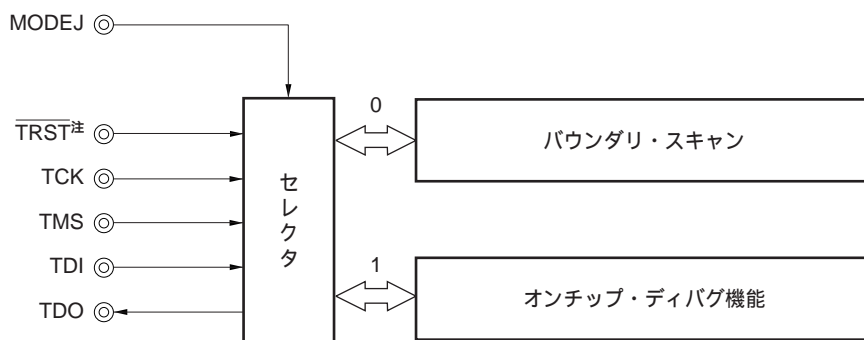 MODEJ
TRST注
TCK
TMS
TDI
TDO
セレクタ
0
バウンダリ・スキャン
1
オンチップ・ディバグ機能